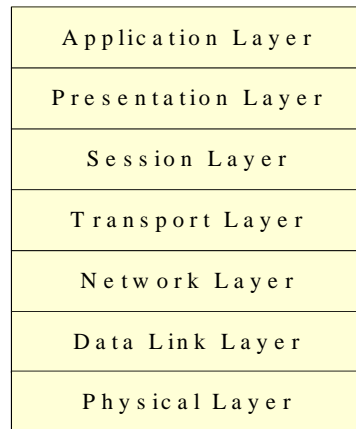 Application Layer
Presentation Layer
Session Layer
Transport Layer
Network Layer
Data Link Layer
Physical Layer